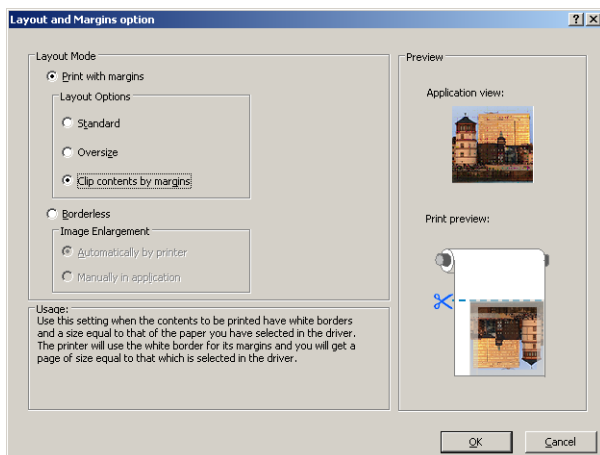 Layout and Margins option
Layout Mode
Print with margins
Layout Options
Standard
Oversize
Clip contents by margins
Borderless
Image Enlargement
Automatically by printer
Manually in application
Usage:
Use this setting when the contents to be printed have white borders
and a size equal to that of the paper you have selected in the driver.
The printer will use the white border for its margins and you will get a
page of size equal to that which is selected in the driver.
Preview
Application view:
Print preview:
OK
Cancel